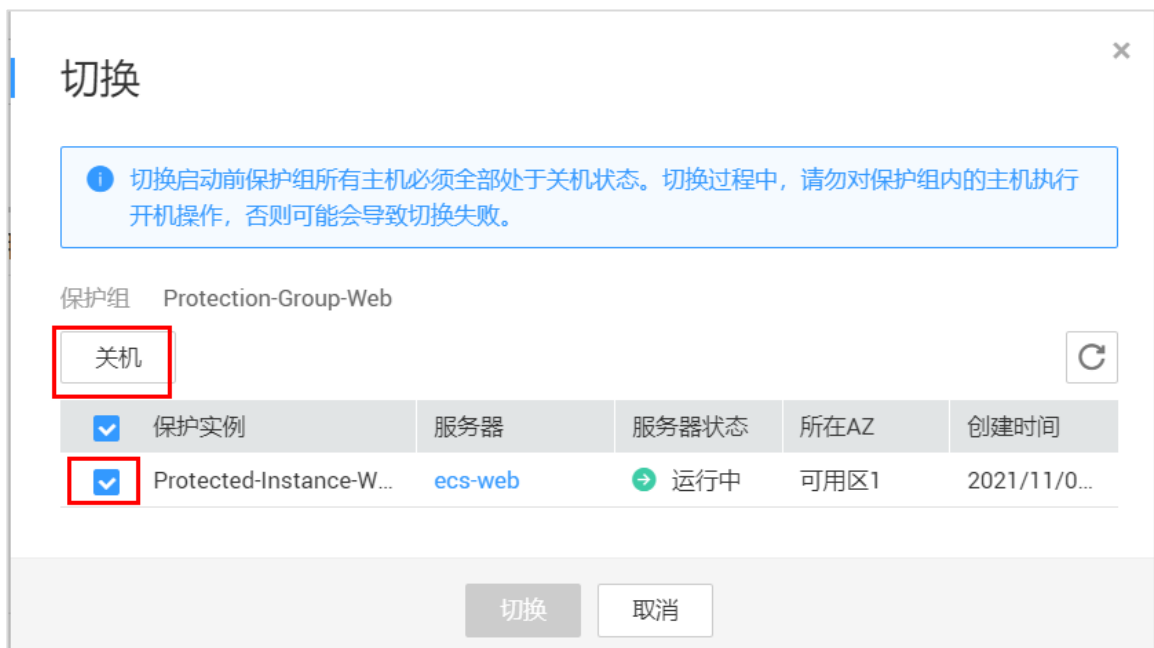 切换
切换启动前保护组所有主机必须全部处于关机状态。切换过程中，请勿对保护组内的主机执行
开机操作，否则可能会导致切换失败。
保护组 Protection-Group-Web
关机
保护实例 服务器 服务器状态 所在AZ 创建时间
Protected-Instance-W... ecs-web 运行中 可用区1 2021/11/0...
切换 取消